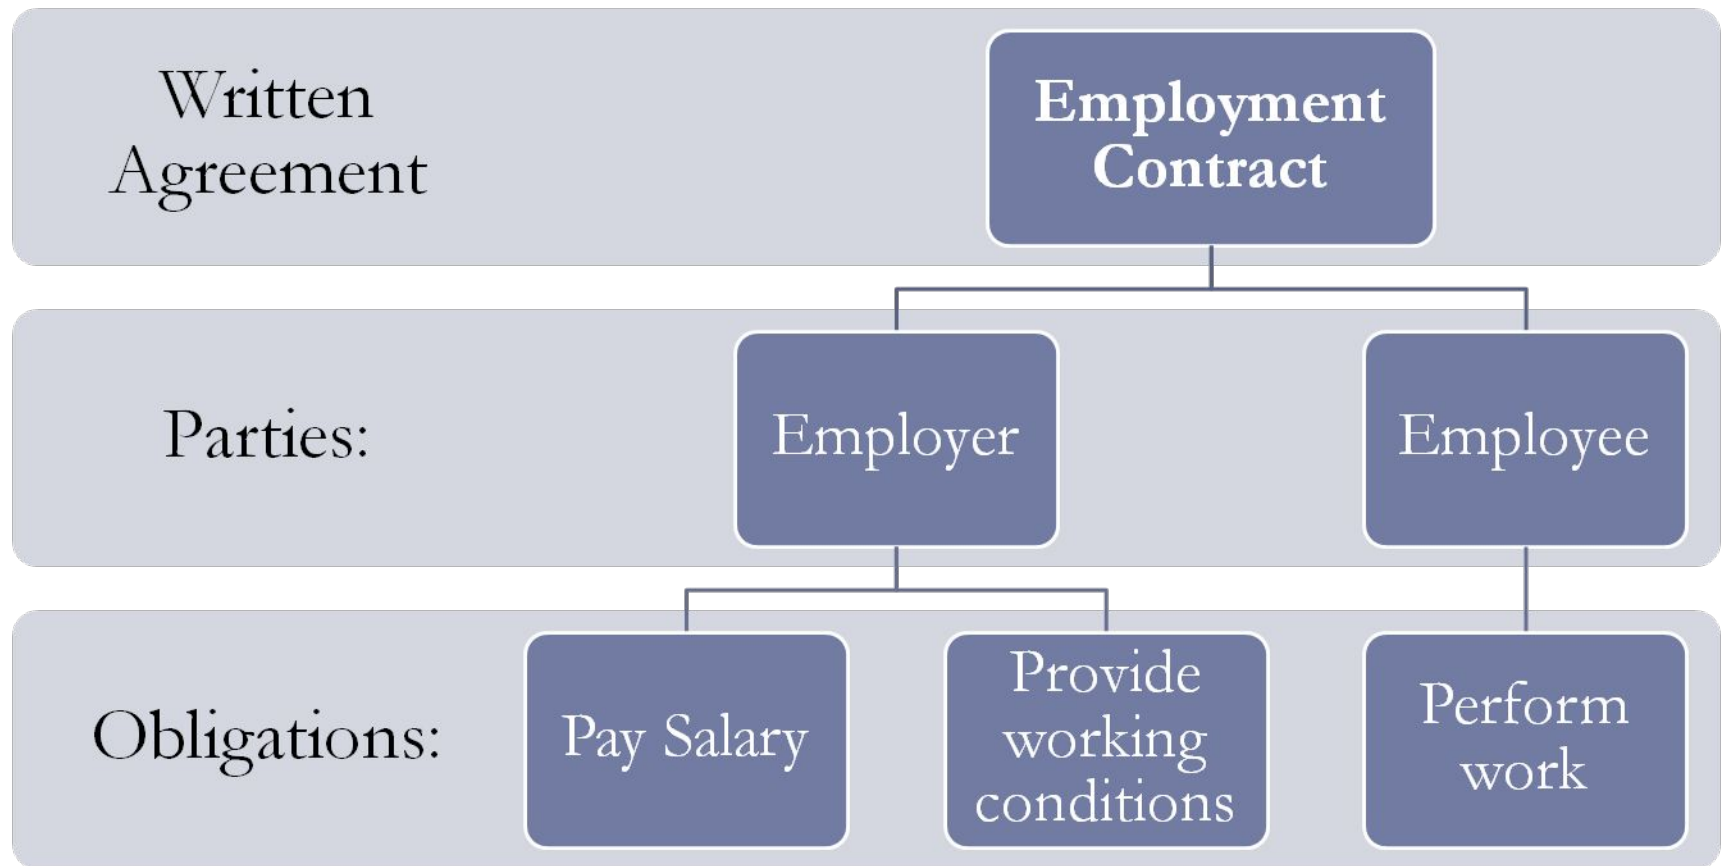 Written
Agreement
Employment
Contract
Parties:
Employer
Employee
Obligations:
Pay Salary
Provide
working
conditions
Perform
work